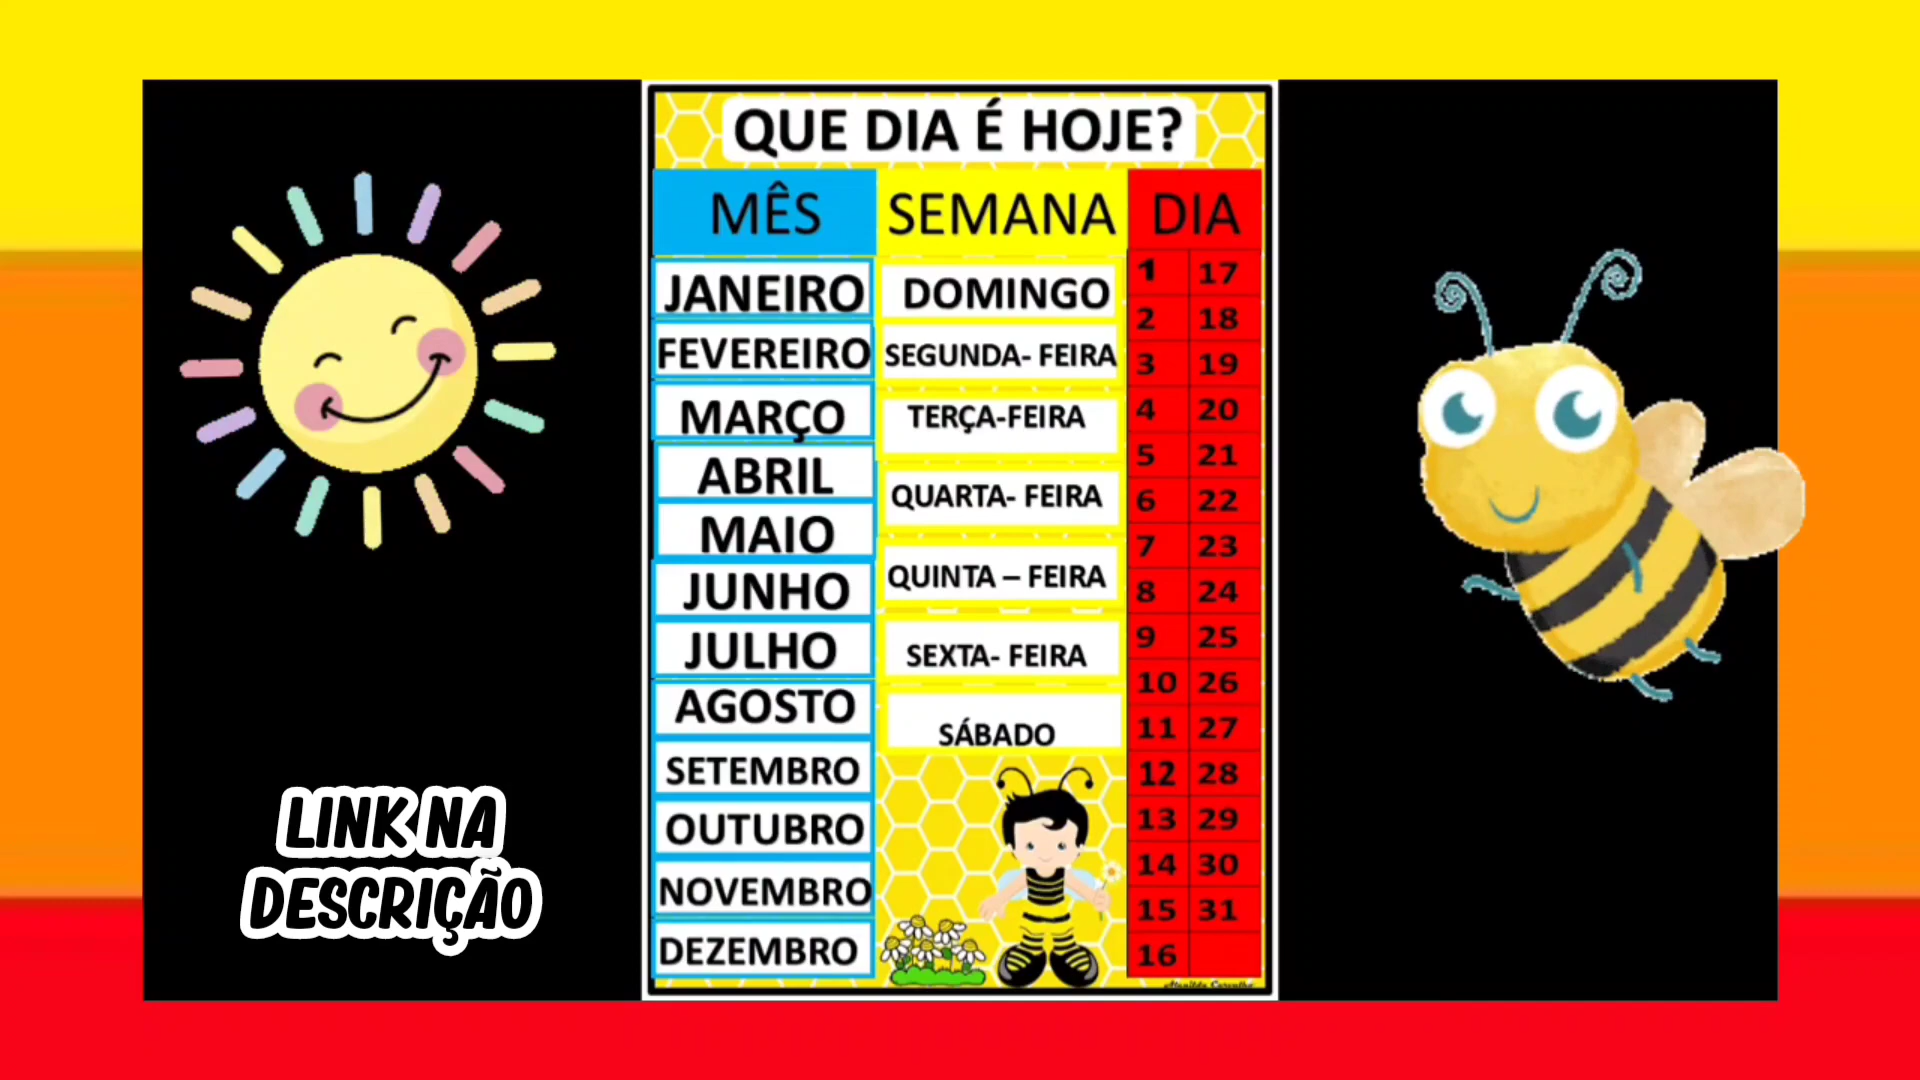 QUE DIA É HOJE?
MÊS SEMANA DIA
JANEIRO
FEVEREIRO
MARÇO
ABRIL
MAIO
JUNHO
JULHO
AGOSTO
SETEMBRO
OUTUBRO
NOVEMBRO
DEZEMBRO
DOMINGO
SEGUNDA- FEIRA
TERÇA-FEIRA
QUARTA- FEIRA
QUINTA – FEIRA
SEXTA- FEIRA
SÁBADO
1 17
2 18
3 19
4 20
5 21
6 22
7 23
8 24
9 25
10 26
11 27
12 28
13 29
14 30
15 31
16
LINK NA
DESCRIÇÃO